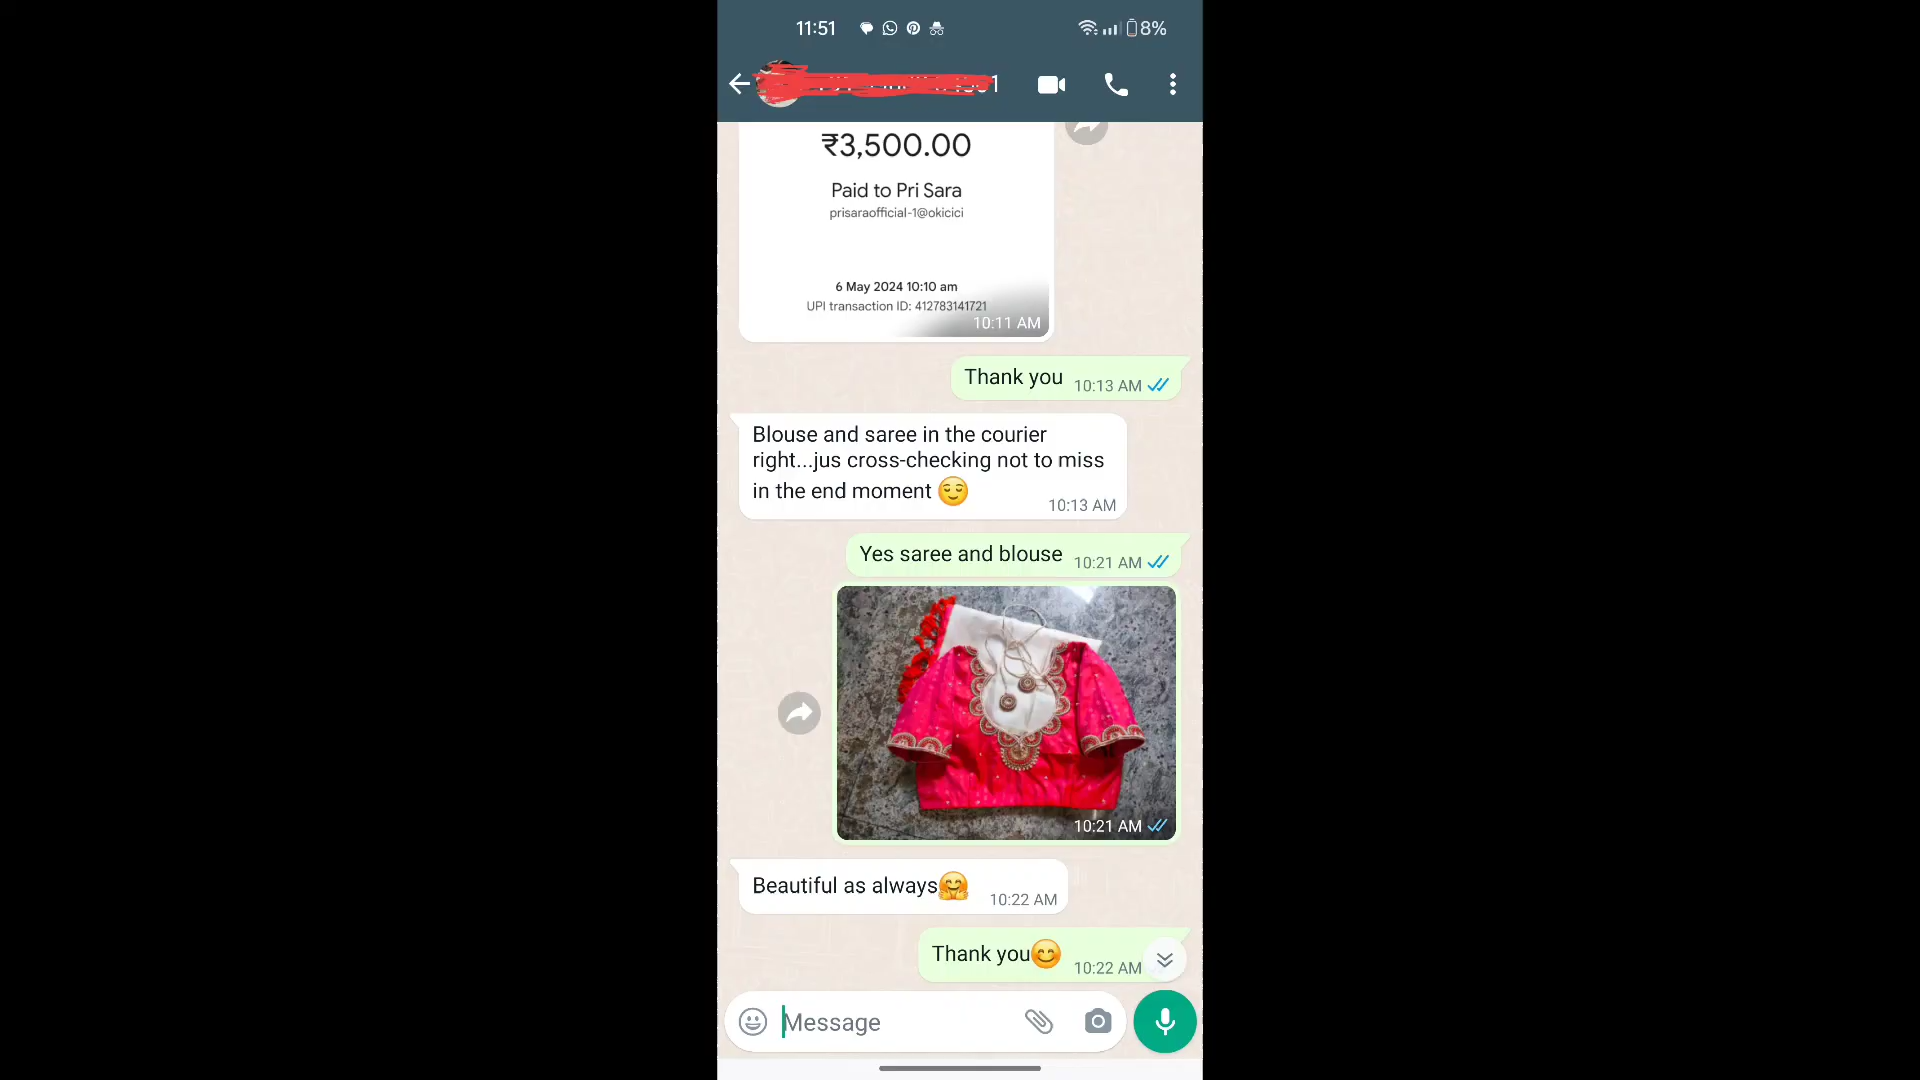 11:51
8%
1
₹3,500.00
Paid to Pri Sara
prisaraofficial-1@okicici
6 May 2024 10:10 am
UPI transaction ID: 412783141721
10:11 AM
Thank you 10:13 AM
Blouse and saree in the courier
right...jus cross-checking not to miss
in the end moment 😌
10:13 AM
Yes saree and blouse 10:21 AM
10:21 AM
Beautiful as always🤗 10:22 AM
Thank you😊 10:22 AM
Message